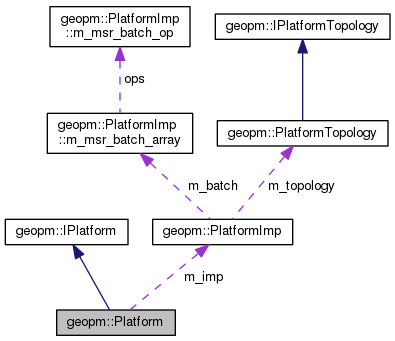 geopm::PlatformImp
::m_msr_batch_op
geopm::IPlatformTopology
ops
geopm::PlatformImp
::m_msr_batch_array
geopm::PlatformTopology
m_batch
m_topology
geopm::IPlatform
geopm::PlatformImp
m_imp
geopm::Platform